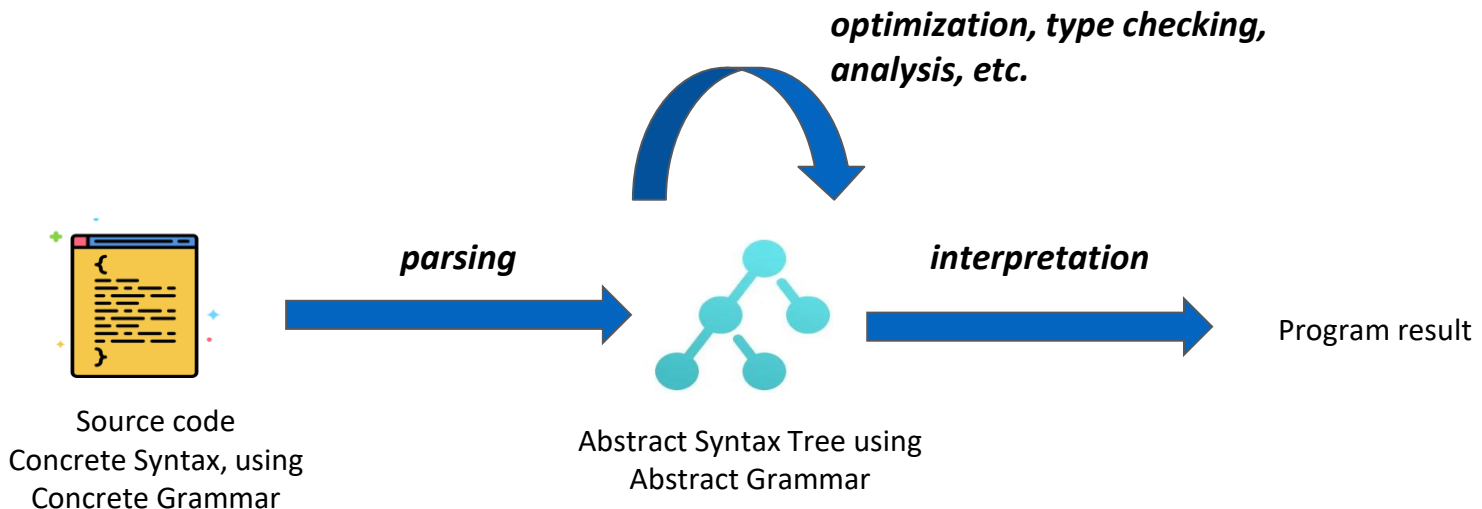 optimization, type checking,
analysis, etc.
parsing
interpretation
{
}
Program result
Source code
Concrete Syntax, using
Concrete Grammar
Abstract Syntax Tree using
Abstract Grammar